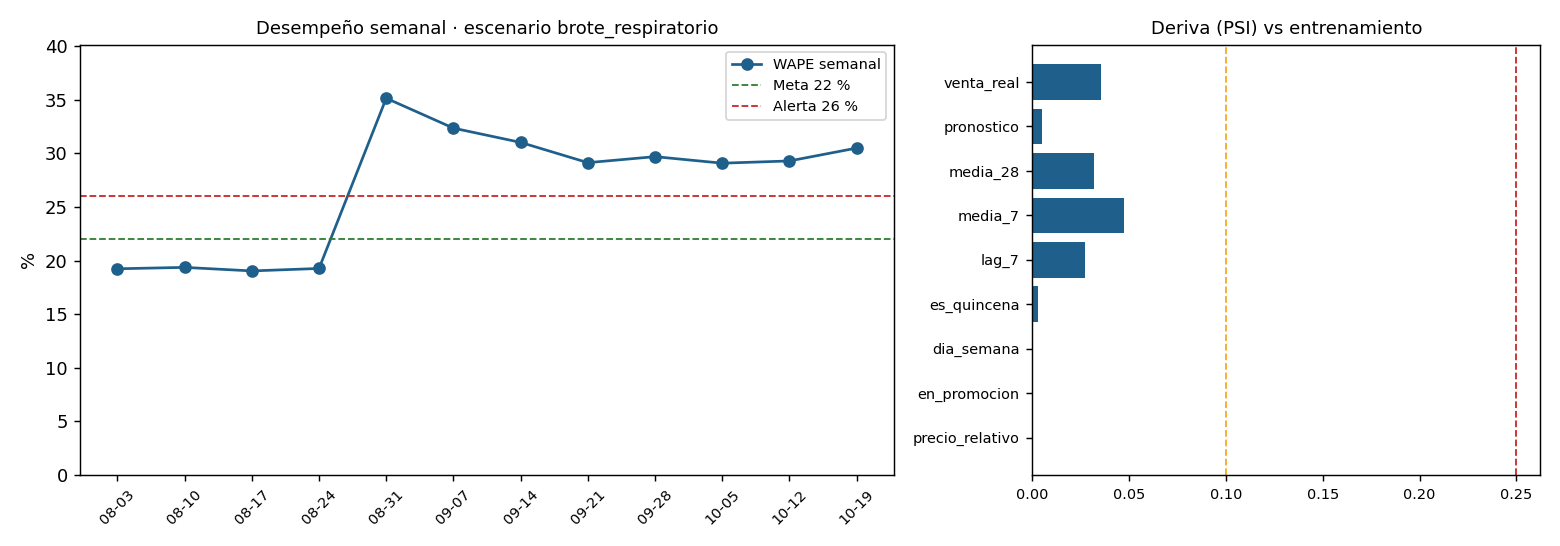 Desempeño semanal · escenario brote_respiratorio
%
40
35
30
25
20
15
10
5
0
WAPE semanal
Meta 22 %
Alerta 26 %
08-03
08-10
08-17
08-24
08-31
09-07
09-14
09-21
09-28
10-05
10-12
10-19
Deriva (PSI) vs entrenamiento
venta_real
pronostico
media_28
media_7
lag_7
es_quincena
dia_semana
en_promocion
precio_relativo
0.00
0.05
0.10
0.15
0.20
0.25